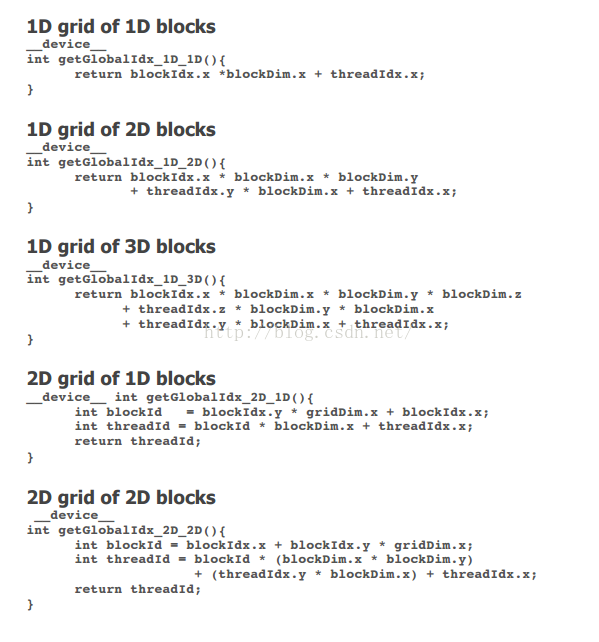 1D grid of 1D blocks
__device__
int getGlobalIdx_1D_1D(){
return blockIdx.x *blockDim.x + threadIdx.x;
}
1D grid of 2D blocks
__device__
int getGlobalIdx_1D_2D(){
return blockIdx.x * blockDim.x * blockDim.y
+ threadIdx.y * blockDim.x + threadIdx.x;
}
1D grid of 3D blocks
__device__
int getGlobalIdx_1D_3D(){
return blockIdx.x * blockDim.x * blockDim.y * blockDim.z
+ threadIdx.z * blockDim.y * blockDim.x
+ threadIdx.y * blockDim.x + threadIdx.x;
http://blog.csdn.net/
}
2D grid of 1D blocks
__device__ int getGlobalIdx_2D_1D(){
int blockId   = blockIdx.y * gridDim.x + blockIdx.x;
int threadId = blockId * blockDim.x + threadIdx.x;
return threadId;
}
2D grid of 2D blocks
__device__
int getGlobalIdx_2D_2D(){
int blockId = blockIdx.x + blockIdx.y * gridDim.x;
int threadId = blockId * (blockDim.x * blockDim.y)
+ (threadIdx.y * blockDim.x) + threadIdx.x;
return threadId;
}